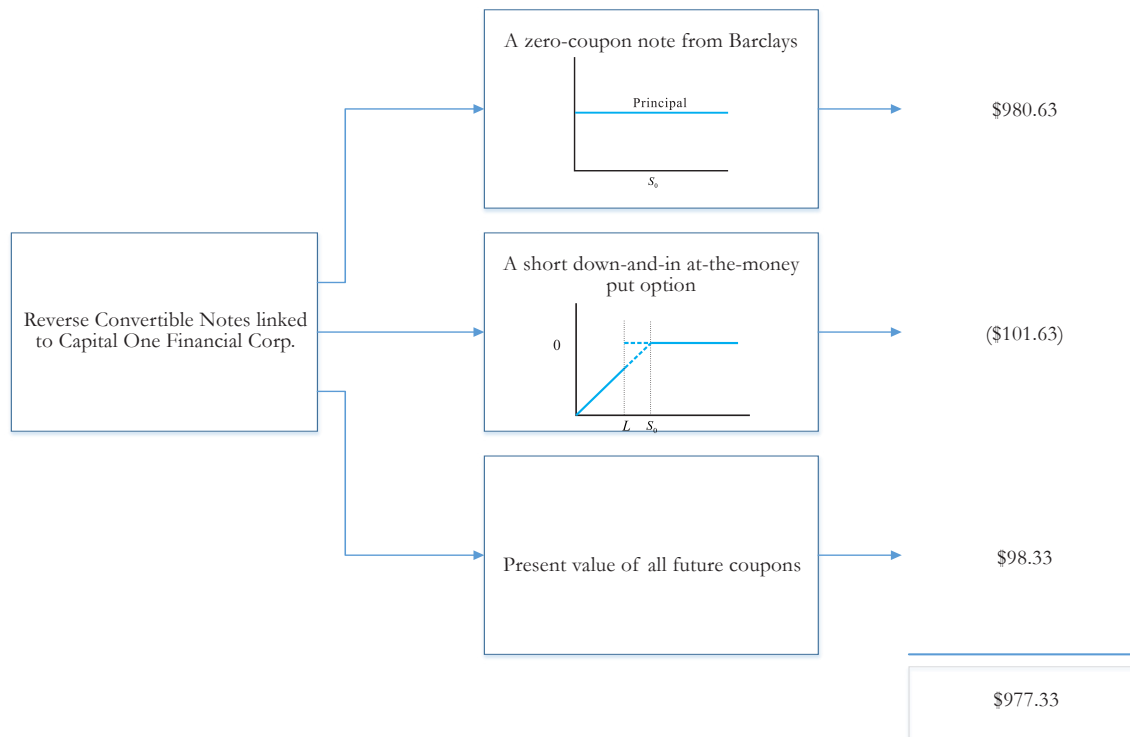 A zero-coupon note from Barclays
Principal
S₀
$980.63
Reverse Convertible Notes linked
to Capital One Financial Corp.
A short down-and-in at-the-money
put option
0
L S₀
($101.63)
Present value of all future coupons
$98.33
$977.33